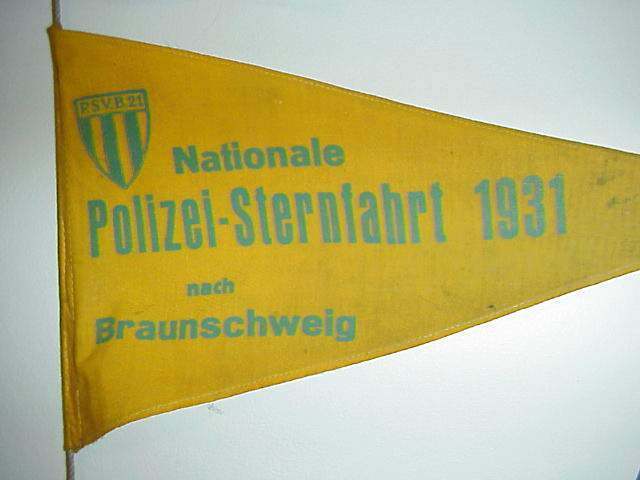 P.S.V.B.21
Nationale
Polizei-Sternfahrt 1931
nach
Braunschweig